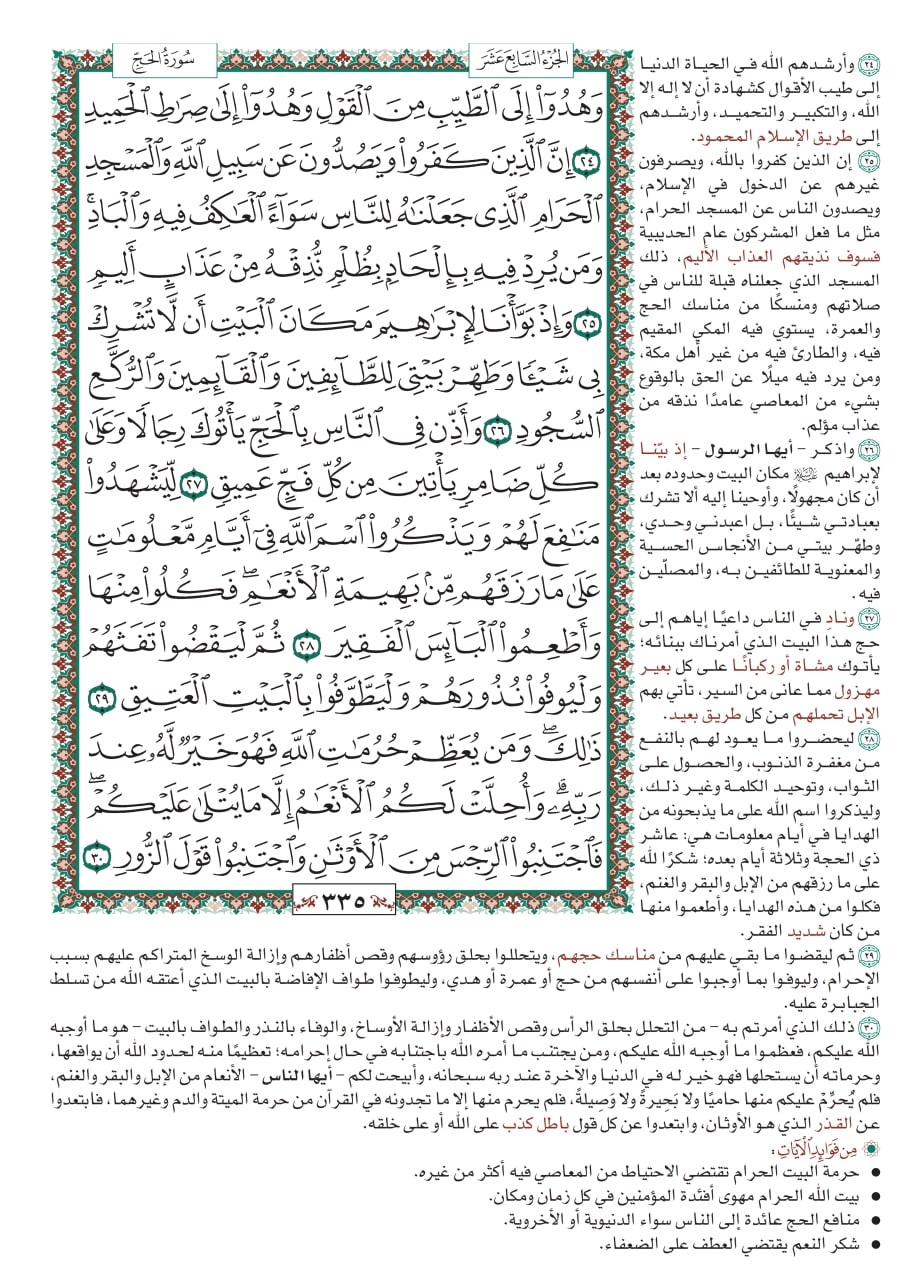 الجُزْءُ السَّابِعَ عَشَرَ
سُورَةُ الحَجِّ
وَهُدُوٓاْ إِلَى ٱلطَّيِّبِ مِنَ ٱلۡقَوۡلِ وَهُدُوٓاْ إِلَىٰ صِرَٰطِ ٱلۡحَمِيدِ
٢٤ إِنَّ ٱلَّذِينَ كَفَرُواْ وَيَصُدُّونَ عَن سَبِيلِ ٱللَّهِ وَٱلۡمَسۡجِدِ
ٱلۡحَرَامِ ٱلَّذِي جَعَلۡنَٰهُ لِلنَّاسِ سَوَآءً ٱلۡعَٰكِفُ فِيهِ وَٱلۡبَادِۚ
وَمَن يُرِدۡ فِيهِ بِإِلۡحَادِۭ بِظُلۡمٖ نُّذِقۡهُ مِنۡ عَذَابٍ أَلِيمٖ
٢٥ وَإِذۡ بَوَّأۡنَا لِإِبۡرَٰهِيمَ مَكَانَ ٱلۡبَيۡتِ أَن لَّا تُشۡرِكۡ
بِي شَيۡـٔٗا وَطَهِّرۡ بَيۡتِيَ لِلطَّآئِفِينَ وَٱلۡقَآئِمِينَ وَٱلرُّكَّعِ
ٱلسُّجُودِ ٢٦ وَأَذِّن فِي ٱلنَّاسِ بِٱلۡحَجِّ يَأۡتُوكَ رِجَالٗا وَعَلَىٰ
كُلِّ ضَامِرٖ يَأۡتِينَ مِن كُلِّ فَجٍّ عَمِيقٖ ٢٧ لِّيَشۡهَدُواْ
مَنَٰفِعَ لَهُمۡ وَيَذۡكُرُواْ ٱسۡمَ ٱللَّهِ فِيٓ أَيَّامٖ مَّعۡلُومَٰتٍ
عَلَىٰ مَا رَزَقَهُم مِّنۢ بَهِيمَةِ ٱلۡأَنۡعَٰمِۖ فَكُلُواْ مِنۡهَا
وَأَطۡعِمُواْ ٱلۡبَآئِسَ ٱلۡفَقِيرَ ٢٨ ثُمَّ لۡيَقۡضُواْ تَفَثَهُمۡ
وَلۡيُوفُواْ نُذُورَهُمۡ وَلۡيَطَّوَّفُواْ بِٱلۡبَيۡتِ ٱلۡعَتِيقِ ٢٩
ذَٰلِكَۖ وَمَن يُعَظِّمۡ حُرُمَٰتِ ٱللَّهِ فَهُوَ خَيۡرٞ لَّهُۥ عِندَ
رَبِّهِۦۗ وَأُحِلَّتۡ لَكُمُ ٱلۡأَنۡعَٰمُ إِلَّا مَا يُتۡلَىٰ عَلَيۡكُمۡۖ
فَٱجۡتَنِبُواْ ٱلرِّجۡسَ مِنَ ٱلۡأَوۡثَٰنِ وَٱجۡتَنِبُواْ قَوۡلَ ٱلزُّورِ ٣٠
٣٣٥
٢٤ وأرشدهم الله في الحياة الدنيا
إلى طيب الأقوال كشهادة أن لا إله إلا
الله، والتكبير والتحميد، وأرشدهم
إلى طريق الإسلام المحمود.
٢٥ إن الذين كفروا بالله، ويصرفون
غيرهم عن الدخول في الإسلام،
ويصدون الناس عن المسجد الحرام،
مثل ما فعل المشركون عام الحديبية
فسوف نذيقهم العذاب الأليم، ذلك
المسجد الذي جعلناه قبلة للناس في
صلاتهم ومنسكًا من مناسك الحج
والعمرة، يستوي فيه المكي المقيم
فيه، والطارئ فيه من غير أهل مكة،
ومن يرد فيه ميلًا عن الحق بالوقوع
بشيء من المعاصي عامدًا نذقه من
عذاب مؤلم.
٢٦ واذكر - أيها الرسول - إذ بيّنا
لإبراهيم ﷺ مكان البيت وحدوده بعد
أن كان مجهولًا، وأوحينا إليه ألا تشرك
بعبادتي شيئًا، بل اعبدني وحدي،
وطهّر بيتي من الأنجاس الحسية
والمعنوية للطائفين به، والمصلّين
فيه.
٢٧ ونادِ في الناس داعيًا إياهم إلى
حج هذا البيت الذي أمرناك ببنائه؛
يأتوك مشاة أو ركبانًا على كل بعير
مهزول مما عانى من السير، تأتي بهم
الإبل تحملهم من كل طريق بعيد.
٢٨ ليحضروا ما يعود لهم بالنفع
من مغفرة الذنوب، والحصول على
الثواب، وتوحيد الكلمة وغير ذلك،
وليذكروا اسم الله على ما يذبحونه من
الهدايا في أيام معلومات هي: عاشر
ذي الحجة وثلاثة أيام بعده؛ شكرًا لله
على ما رزقهم من الإبل والبقر والغنم،
فكلوا من هذه الهدايا، وأطعموا منها
من كان شديد الفقر.
٢٩ ثم ليقضوا ما بقي عليهم من مناسك حجهم، ويتحللوا بحلق رؤوسهم وقص أظفارهم وإزالة الوسخ المتراكم عليهم بسبب
الإحرام، وليوفوا بما أوجبوا على أنفسهم من حج أو عمرة أو هدي، وليطوفوا طواف الإفاضة بالبيت الذي أعتقه الله من تسلط
الجبابرة عليه.
٣٠ ذلك الذي أمرتم به - من التحلل بحلق الرأس وقص الأظفار وإزالة الأوساخ، والوفاء بالنذر والطواف بالبيت - هو ما أوجبه
الله عليكم، فعظموا ما أوجبه الله عليكم، ومن يجتنب ما أمره الله باجتنابه في حال إحرامه؛ تعظيمًا منه لحدود الله أن يواقعها،
وحرماته أن يستحلها فهو خير له في الدنيا والآخرة عند ربه سبحانه، وأبيحت لكم - أيها الناس - الأنعام من الإبل والبقر والغنم،
فلم يُحَرِّمْ عليكم منها حاميًا ولا بَحِيرةً ولا وَصِيلةً، فلم يحرم منها إلا ما تجدونه في القرآن من حرمة الميتة والدم وغيرهما، فابتعدوا
عن القذر الذي هو الأوثان، وابتعدوا عن كل قول باطل كذب على الله أو على خلقه.
مِن فَوَائِدِ الآيَاتِ:
● حرمة البيت الحرام تقتضي الاحتياط من المعاصي فيه أكثر من غيره.
● بيت الله الحرام مهوى أفئدة المؤمنين في كل زمان ومكان.
● منافع الحج عائدة إلى الناس سواء الدنيوية أو الأخروية.
● شكر النعم يقتضي العطف على الضعفاء.